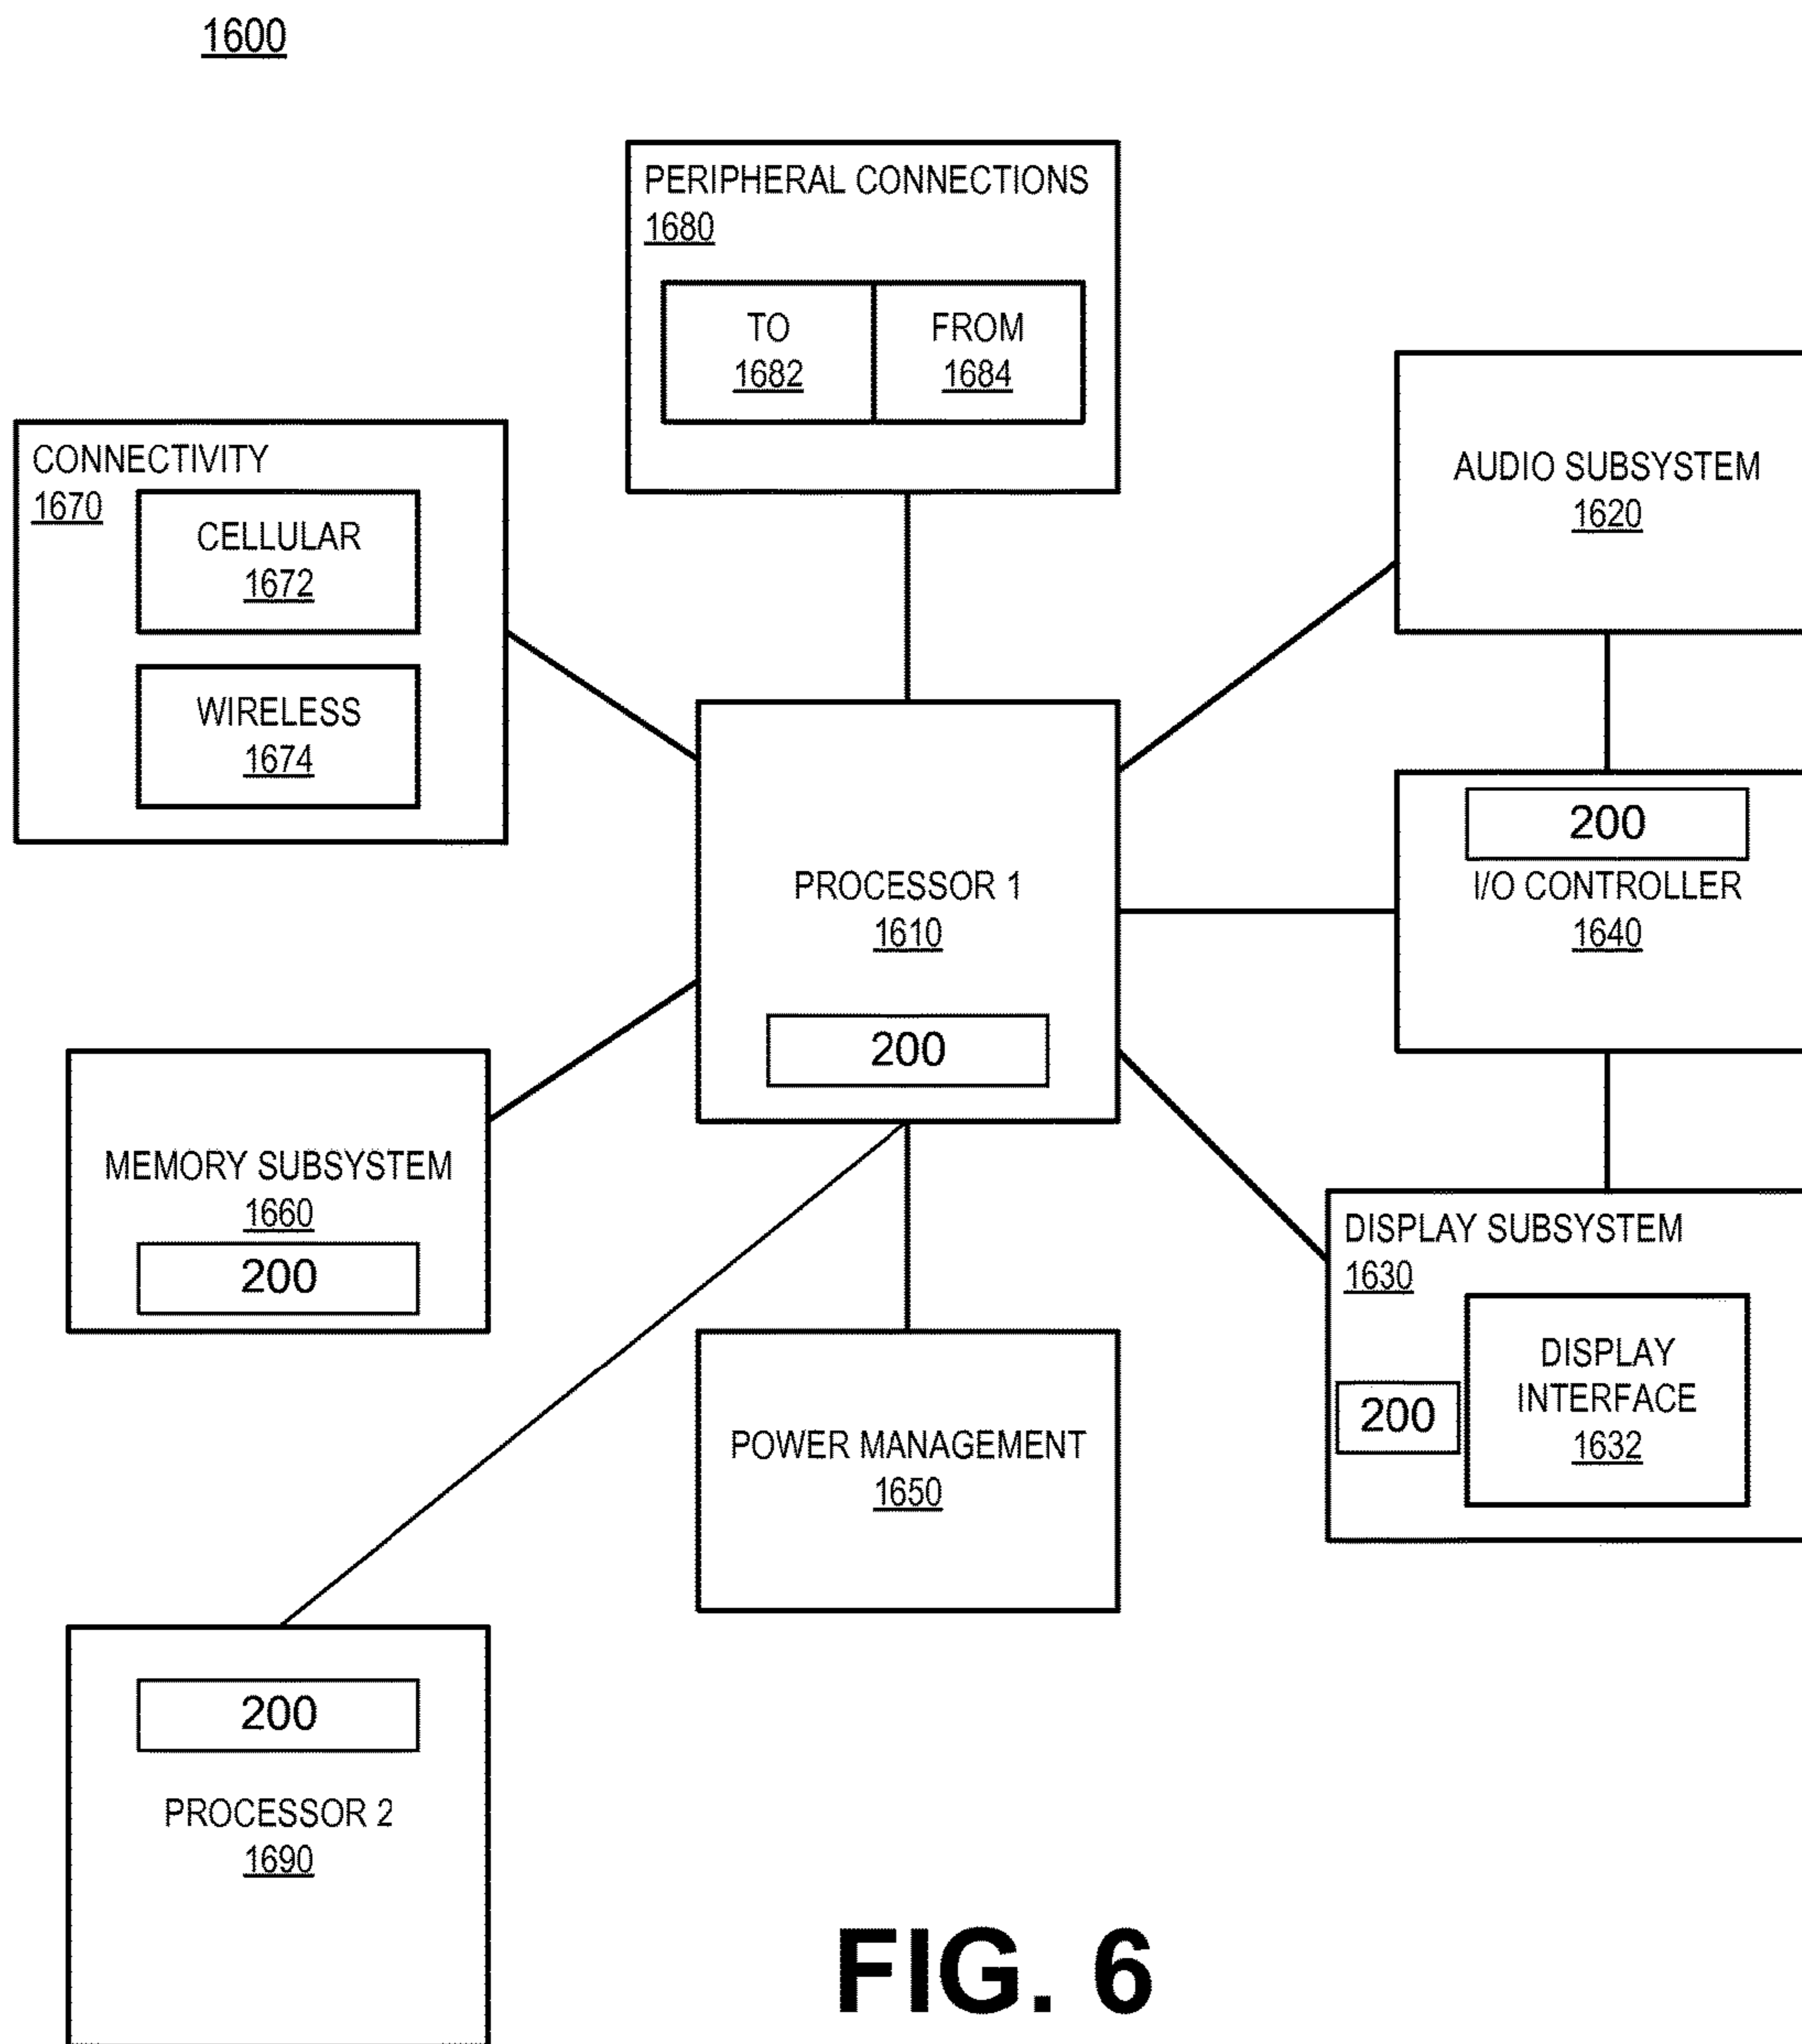 1600
PERIPHERAL CONNECTIONS
1680
TO
1682
FROM
1684
CONNECTIVITY
1670
CELLULAR
1672
WIRELESS
1674
AUDIO SUBSYSTEM
1620
PROCESSOR 1
1610
200
200
I/O CONTROLLER
1640
MEMORY SUBSYSTEM
1660
200
DISPLAY SUBSYSTEM
1630
200
DISPLAY
INTERFACE
1632
POWER MANAGEMENT
1650
200
PROCESSOR 2
1690
FIG. 6